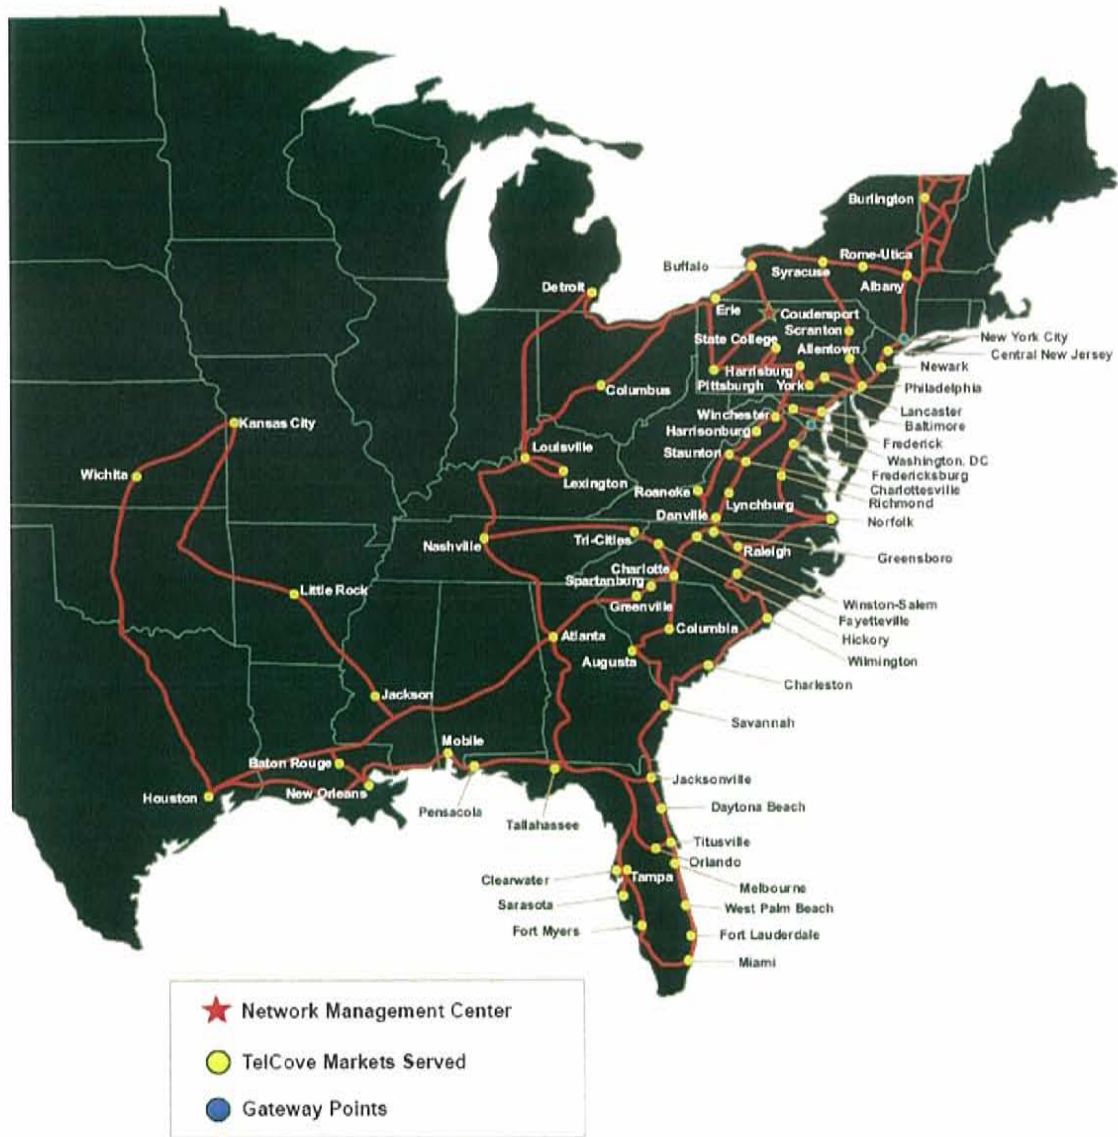 Burlington
Rome-Utica
Buffalo
Syracuse
Albany
Detroit
Erie
Coudersport
Scranton
New York City
State College
Allentown
Central New Jersey
Harrisburg
Newark
Pittsburgh
York
Philadelphia
Columbus
Lancaster
Winchester
Baltimore
Kansas City
Harrisonburg
Frederick
Louisville
Staunton
Washington, DC
Wichita
Lexington
Fredericksburg
Roanoke
Charlottesville
Lynchburg
Richmond
Danville
Norfolk
Nashville
Tri-Cities
Raleigh
Greensboro
Charlotte
Spartanburg
Little Rock
Greenville
Winston-Salem
Fayetteville
Atlanta
Columbia
Hickory
Augusta
Wilmington
Charleston
Jackson
Savannah
Mobile
Baton Rouge
Jacksonville
Houston
New Orleans
Pensacola
Daytona Beach
Tallahassee
Titusville
Orlando
Clearwater
Tampa
Melbourne
Sarasota
West Palm Beach
Fort Myers
Fort Lauderdale
Miami
Network Management Center
TelCove Markets Served
Gateway Points